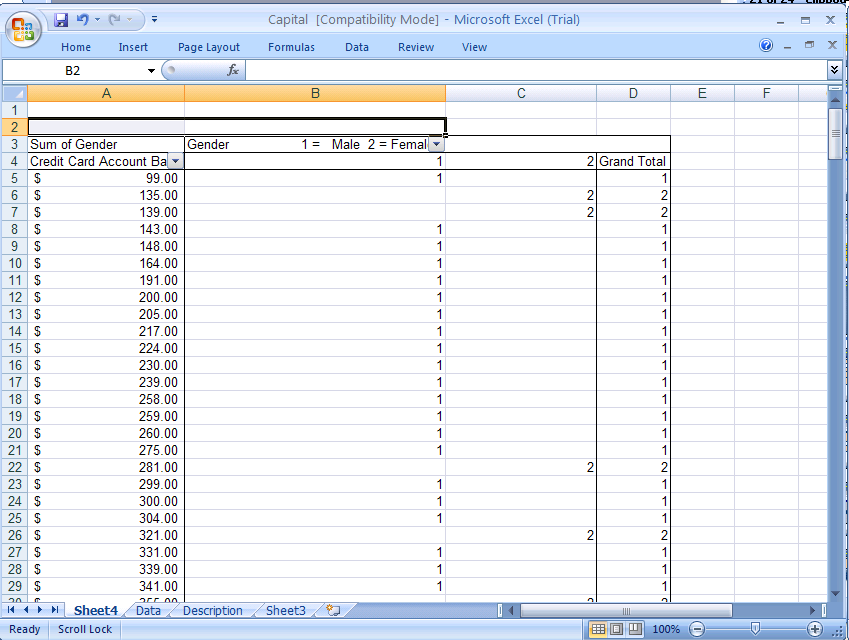 Capital [Compatibility Mode] - Microsoft Excel (Trial)
Home Insert Page Layout Formulas Data Review View
B2 fx
A B C D E F
1
2
3 Sum of Gender Gender 1 = Male 2 = Femal
4 Credit Card Account Ba 1 2 Grand Total
5 $ 99.00 1 1
6 $ 135.00 2 2
7 $ 139.00 2 2
8 $ 143.00 1 1
9 $ 148.00 1 1
10 $ 164.00 1 1
11 $ 191.00 1 1
12 $ 200.00 1 1
13 $ 205.00 1 1
14 $ 217.00 1 1
15 $ 224.00 1 1
16 $ 230.00 1 1
17 $ 239.00 1 1
18 $ 258.00 1 1
19 $ 259.00 1 1
20 $ 260.00 1 1
21 $ 275.00 1 1
22 $ 281.00 2 2
23 $ 299.00 1 1
24 $ 300.00 1 1
25 $ 304.00 1 1
26 $ 321.00 2 2
27 $ 331.00 1 1
28 $ 339.00 1 1
29 $ 341.00 1 1
Sheet4 Data Description Sheet3
Ready Scroll Lock 100%